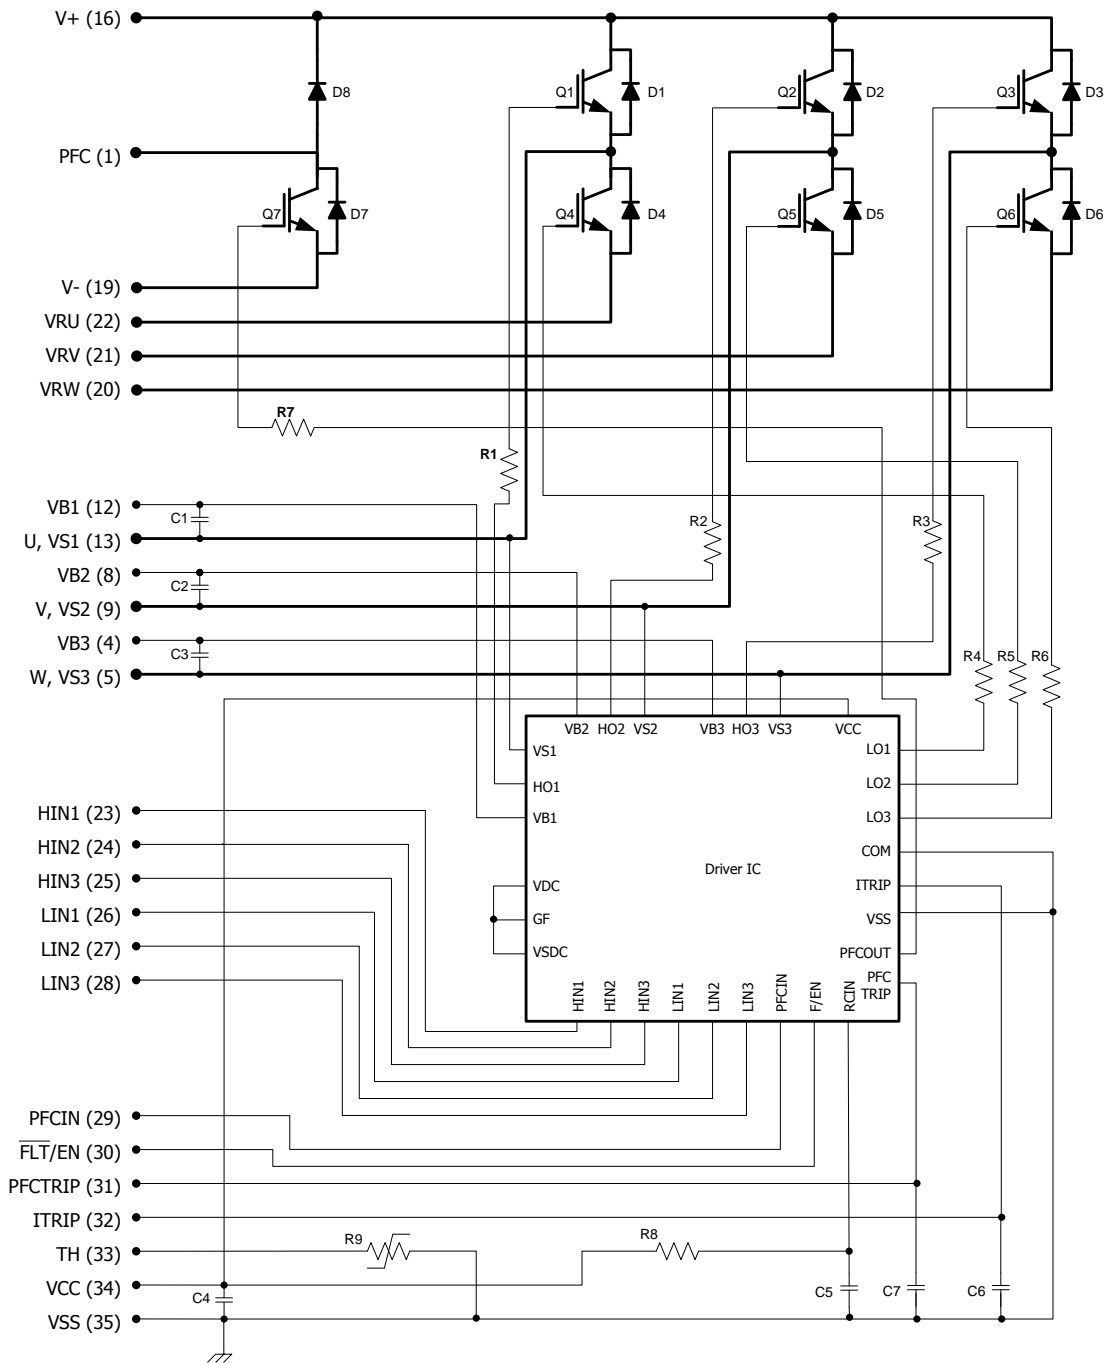 V+ (16)
D8
Q1
D1
Q2
D2
Q3
D3
PFC (1)
Q7
D7
Q4
D4
Q5
D5
Q6
D6
V- (19)
VRU (22)
VRV (21)
VRW (20)
R7
R1
VB1 (12)
C1
R2
R3
U, VS1 (13)
VB2 (8)
C2
V, VS2 (9)
VB3 (4)
C3
R4
R5
R6
W, VS3 (5)
VB2
HO2
VS2
VB3
HO3
VS3
VCC
VS1
LO1
HO1
LO2
HIN1 (23)
VB1
LO3
HIN2 (24)
COM
Driver IC
HIN3 (25)
VDC
ITRIP
LIN1 (26)
GF
VSS
LIN2 (27)
VSDC
PFCOUT
LIN3 (28)
PFC
TRIP
HIN1
HIN2
HIN3
LIN1
LIN2
LIN3
PFCIN
F/EN
RCIN
PFCIN (29)
FLT/EN (30)
PFCTRIP (31)
ITRIP (32)
R9
R8
TH (33)
VCC (34)
C4
C5
C7
C6
VSS (35)